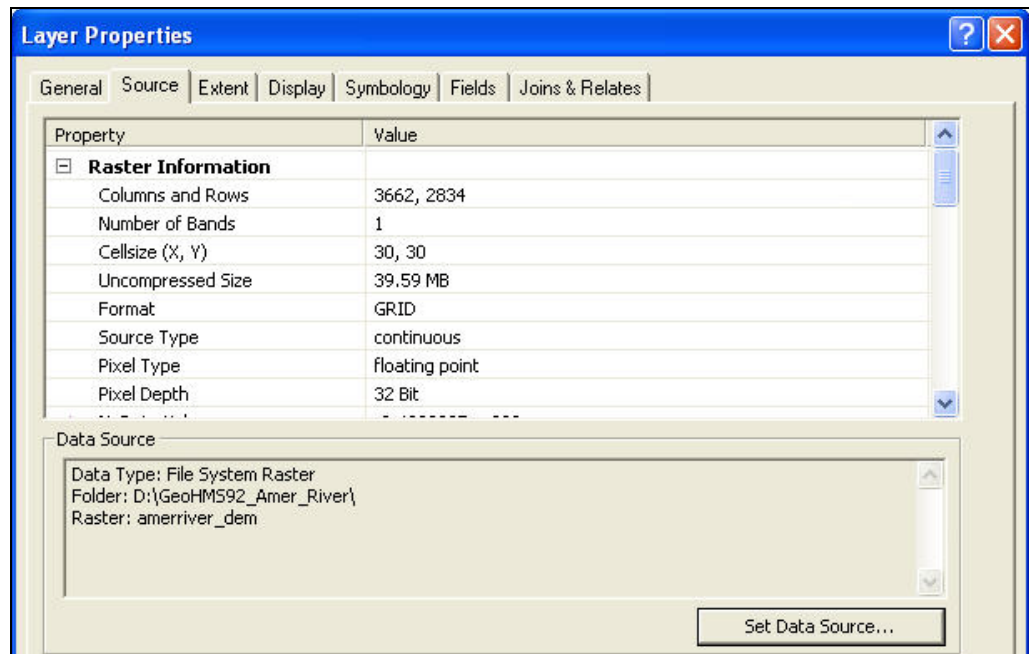 Layer Properties
General Source Extent Display Symbology Fields Joins & Relates
Property Value
Raster Information
Columns and Rows 3662, 2834
Number of Bands 1
Cellsize (X, Y) 30, 30
Uncompressed Size 39.59 MB
Format GRID
Source Type continuous
Pixel Type floating point
Pixel Depth 32 Bit
Data Source
Data Type: File System Raster
Folder: D:\GeoHMS92_Amer_River\
Raster: amerriver_dem
Set Data Source...